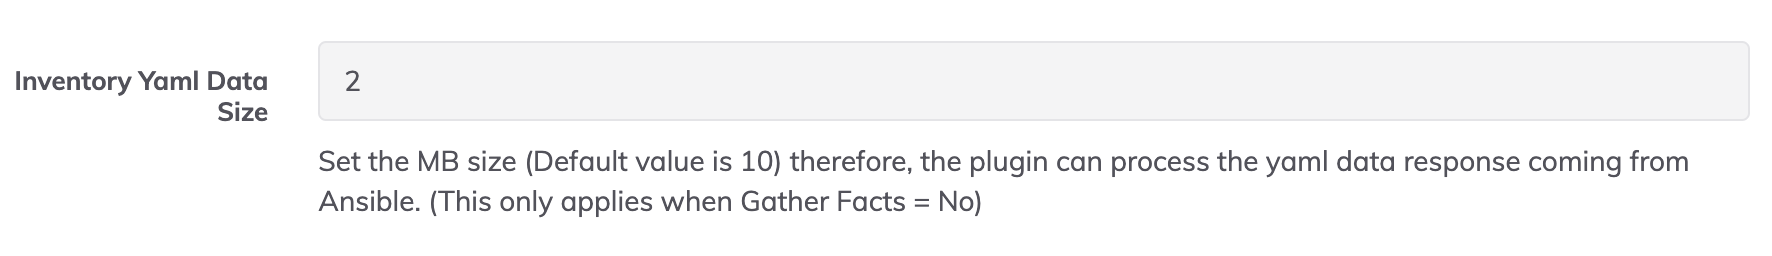 Inventory Yaml Data
Size
2
Set the MB size (Default value is 10) therefore, the plugin can process the yaml data response coming from
Ansible. (This only applies when Gather Facts = No)